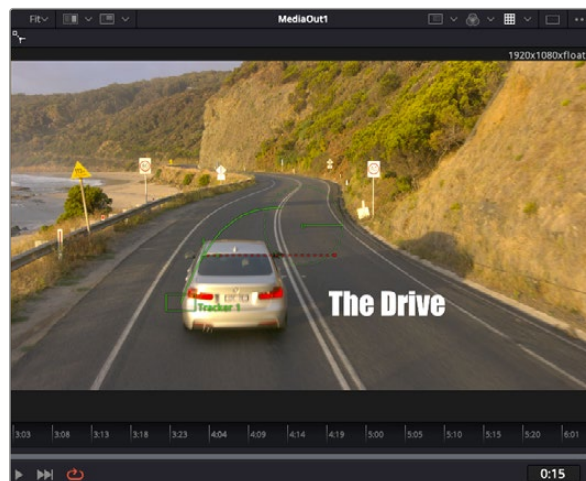 Fit
MediaOut1
1920x1080xfloat
Tracker 1
The Drive
3:03 3:08 3:13 3:18 3:23 4:04 4:09 4:14 4:19 5:00 5:05 5:10 5:15 5:20 6:01
0:15